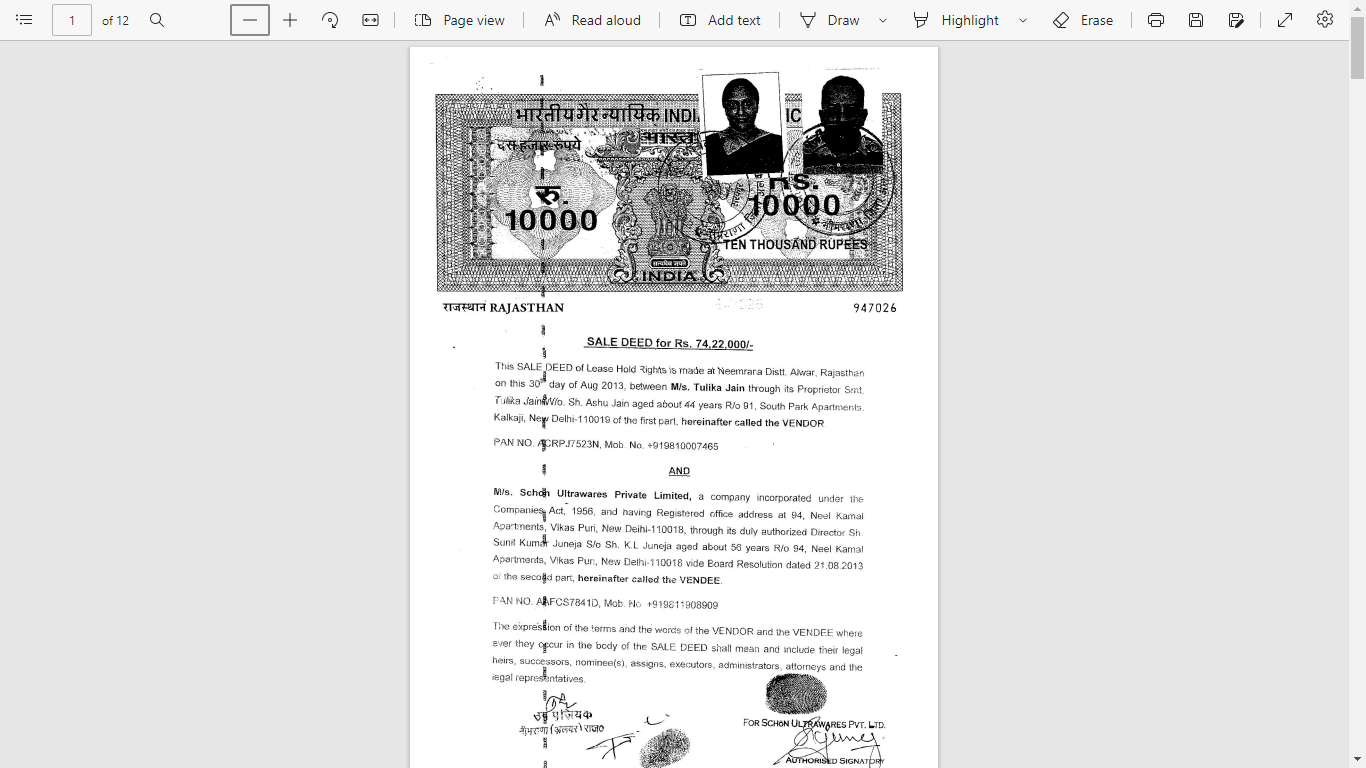 1 of 12 Page view Read aloud Add text Draw Highlight Erase
भारतीय गैर न्यायिक INDI IC
दस हजार रुपये भारत
रु. RS.
10000 10000
TEN THOUSAND RUPEES
सत्यमेव जयते
INDIA
राजस्थान RAJASTHAN 947026
SALE DEED for Rs. 74,22,000/-
This SALE DEED of Lease Hold Rights is made at Neemrana Distt. Alwar, Rajasthan
on this 30th day of Aug 2013, between M/s. Tulika Jain through its Proprietor Smt.
Tulika Jain W/o. Sh. Ashu Jain aged about 44 years R/o 91, South Park Apartments,
Kalkaji, New Delhi-110019 of the first part, hereinafter called the VENDOR.
PAN NO. ACRPJ7523N, Mob. No. +919810007465
AND
M/s. Schön Ultrawares Private Limited, a company incorporated under the
Companies Act, 1956, and having Registered office address at 94, Neel Kamal
Apartments, Vikas Puri, New Delhi-110018, through its duly authorized Director Sh.
Sunil Kumar Juneja S/o Sh. K.L Juneja aged about 56 years R/o 94, Neel Kamal
Apartments, Vikas Puri, New Delhi-110018 vide Board Resolution dated 21.08.2013
of the second part, hereinafter called the VENDEE.
PAN NO. AAFCS7841D, Mob. No +919811908909
The expression of the terms and the words of the VENDOR and the VENDEE where
ever they occur in the body of the SALE DEED shall mean and include their legal
heirs, successors, nominee(s), assigns, executors, administrators, attorneys and the
legal representatives.
उप पंजियक
नीमराणा (अलवर) राज०
FOR SCHÖN ULTRAWARES PVT. LTD.
AUTHORISED SIGNATORY